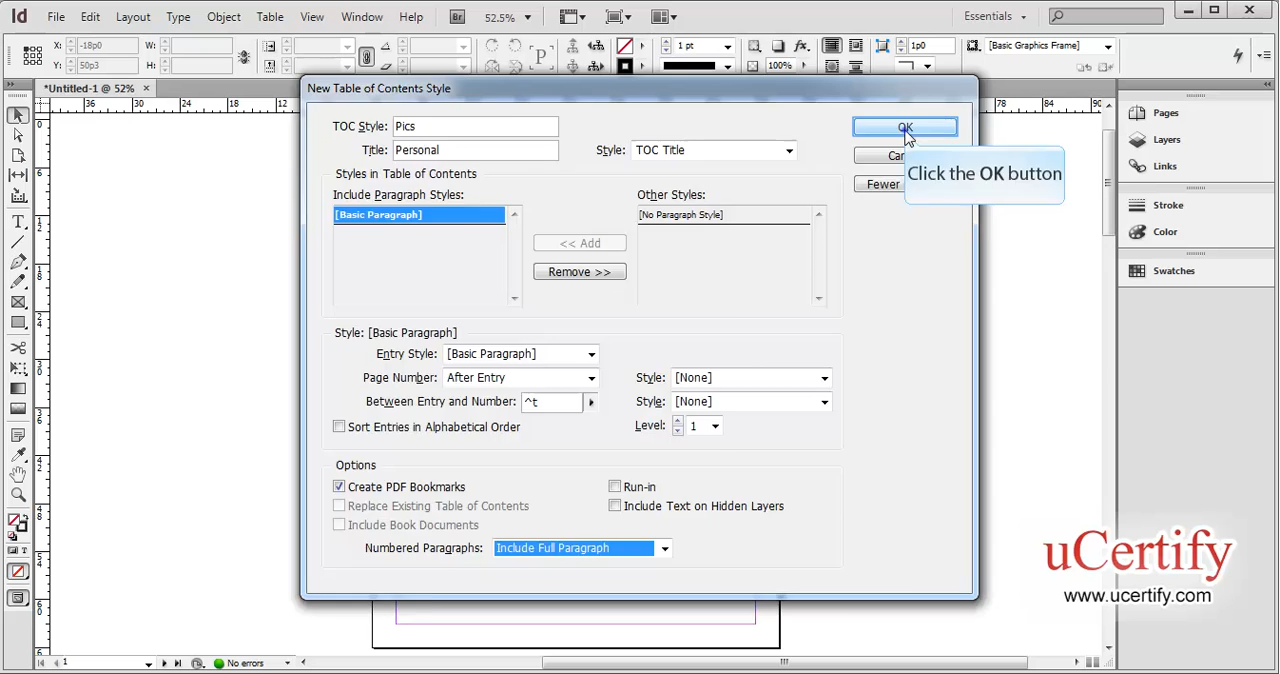 Id File Edit Layout Type Object Table View Window Help Br 52.5% Essentials
X: -18p0 W: 1 pt 1p0 [Basic Graphics Frame]
Y: 50p3 H: 100%
*Untitled-1 @ 52% ×
36 30 24 18 12 78 84 90
New Table of Contents Style
TOC Style: Pics
OK
Title: Personal Style: TOC Title
Click the OK button
Fewer
Styles in Table of Contents
Include Paragraph Styles: Other Styles:
[Basic Paragraph] [No Paragraph Style]
<< Add
Remove >>
Style: [Basic Paragraph]
Entry Style: [Basic Paragraph]
Page Number: After Entry Style: [None]
Between Entry and Number: ^t Style: [None]
Sort Entries in Alphabetical Order Level: 1
Options
Create PDF Bookmarks Run-in
Replace Existing Table of Contents Include Text on Hidden Layers
Include Book Documents
Numbered Paragraphs: Include Full Paragraph
Pages
Layers
Links
Stroke
Color
Swatches
uCertify
www.ucertify.com
1 No errors